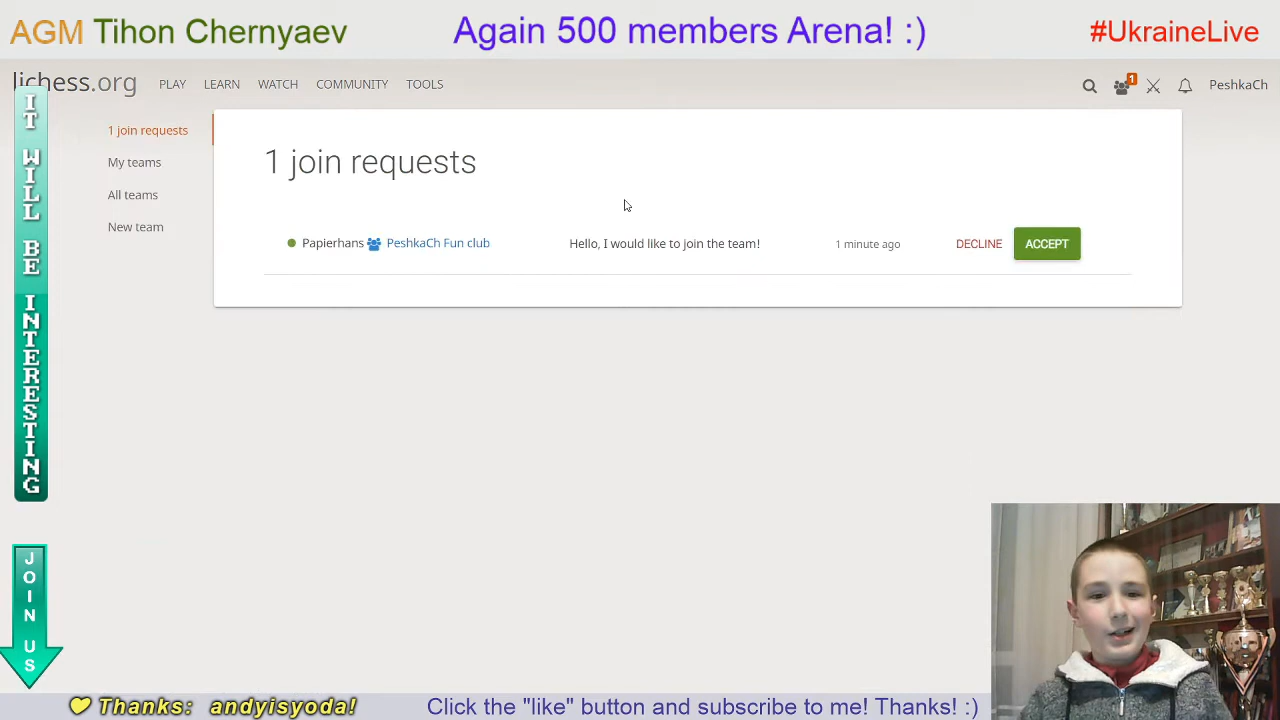 AGM Tihon Chernyaev
Again 500 members Arena! :)
#UkraineLive
lichess.org PLAY LEARN WATCH COMMUNITY TOOLS 1 PeshkaCh
1 join requests
My teams
All teams
New team
1 join requests
Papierhans PeshkaCh Fun club Hello, I would like to join the team! 1 minute ago DECLINE ACCEPT
IT WILL BE INTERESTING
JOIN US
Thanks: andyisyoda!
Click the "like" button and subscribe to me! Thanks! :)